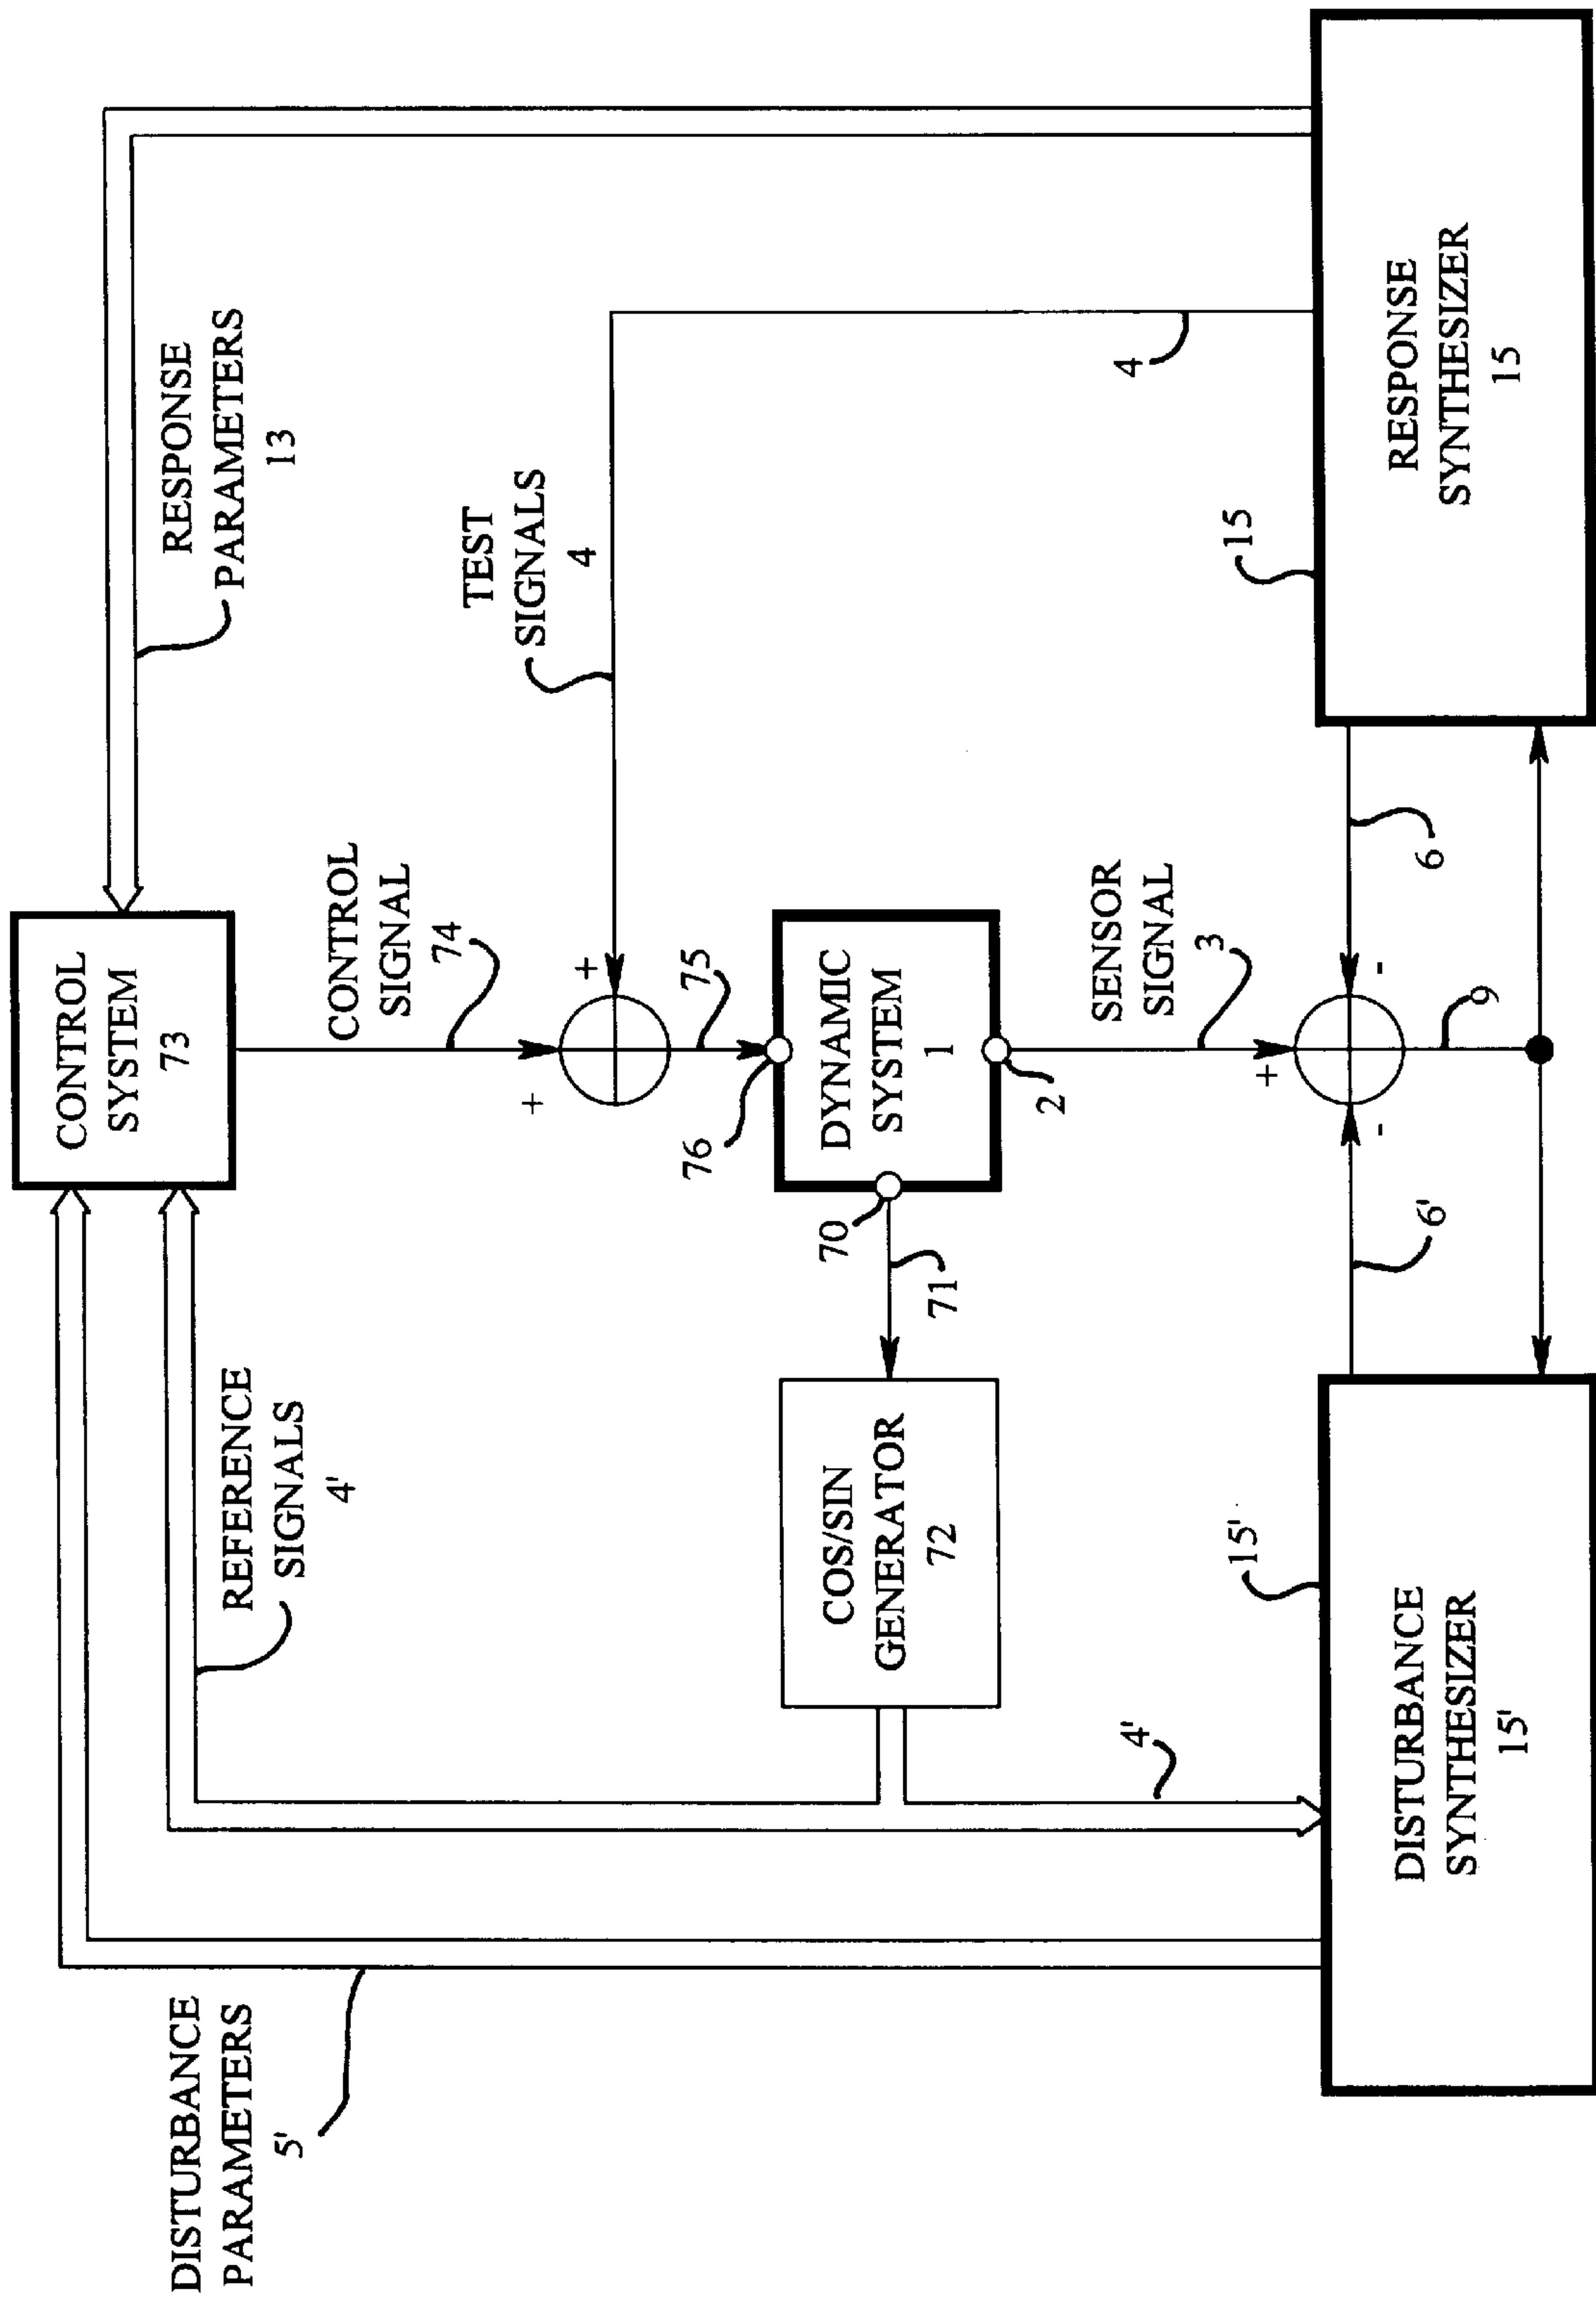 DISTURBANCE
PARAMETERS
5'
REFERENCE
SIGNALS
4'
CONTROL
SYSTEM
73
RESPONSE
PARAMETERS
13
CONTROL
SIGNAL
74
TEST
SIGNALS
4
+
+
75
76
COS/SIN
GENERATOR
72
71
70
DYNAMIC
SYSTEM
1
2
SENSOR
SIGNAL
3
4'
4
+
-
-
6'
6
9
15'
DISTURBANCE
SYNTHESIZER
15'
15
RESPONSE
SYNTHESIZER
15